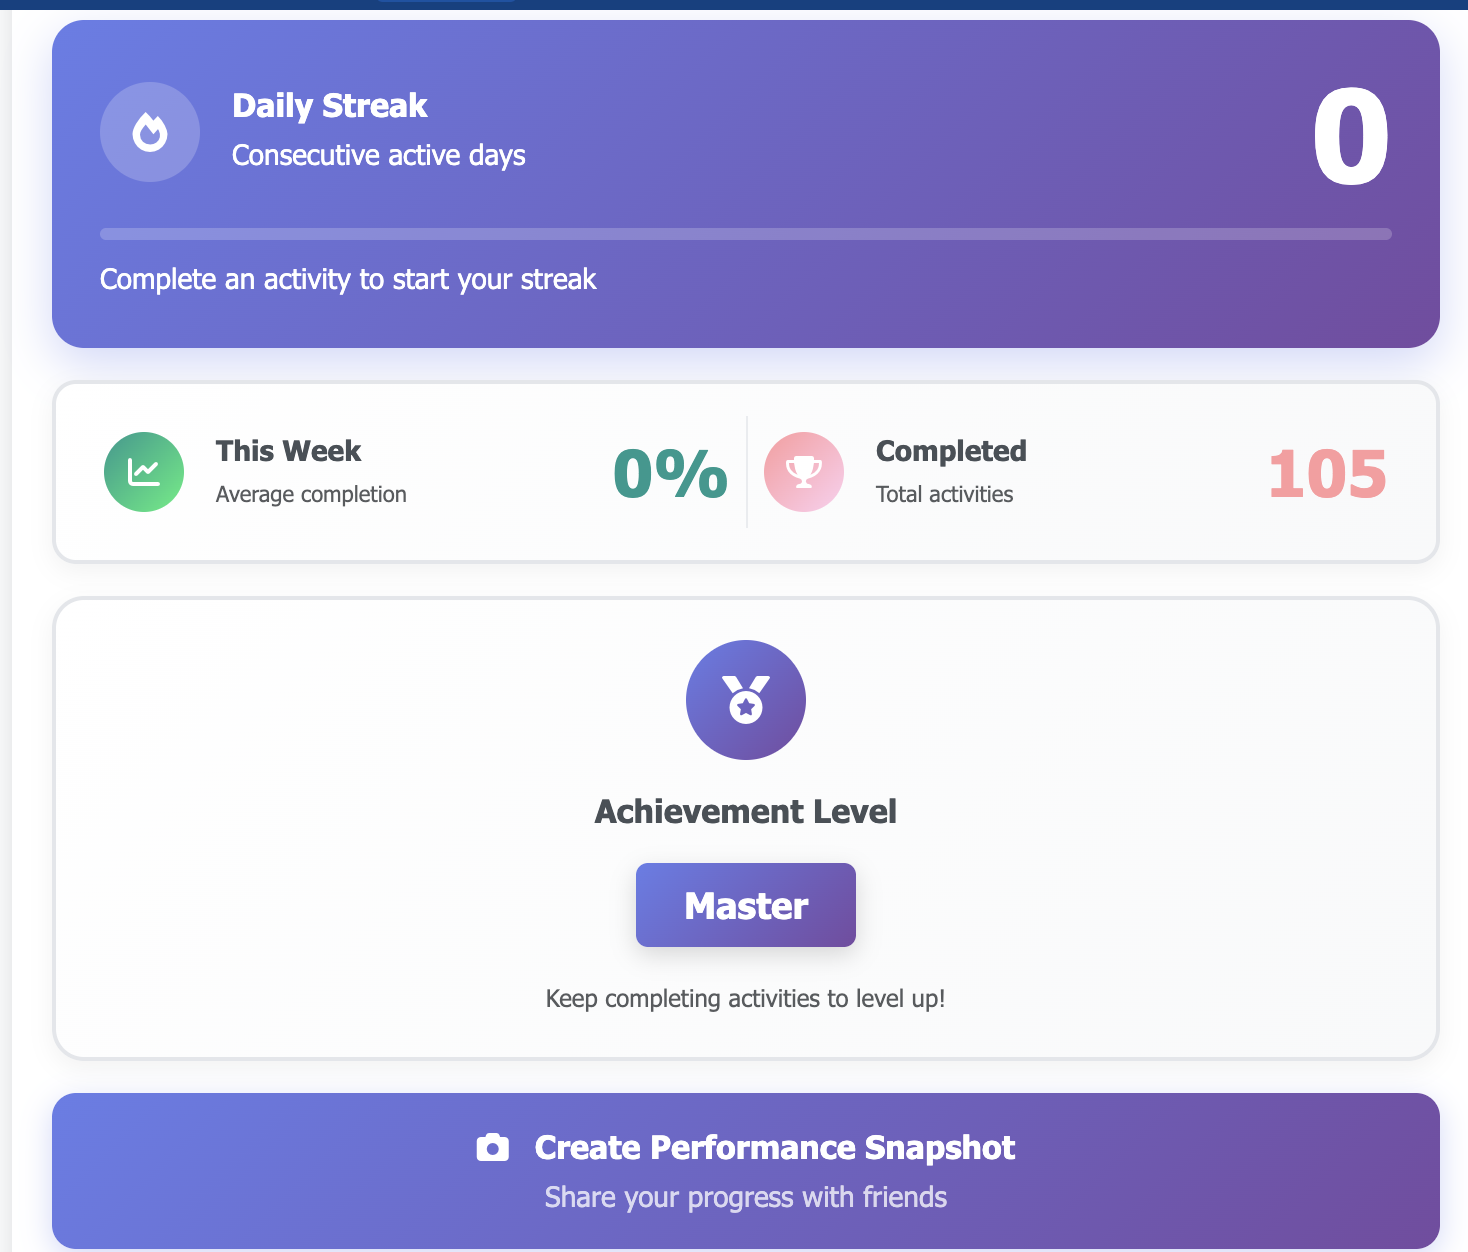 Daily Streak
Consecutive active days
0
Complete an activity to start your streak
This Week
Average completion
0%
Completed
Total activities
105
Achievement Level
Master
Keep completing activities to level up!
Create Performance Snapshot
Share your progress with friends